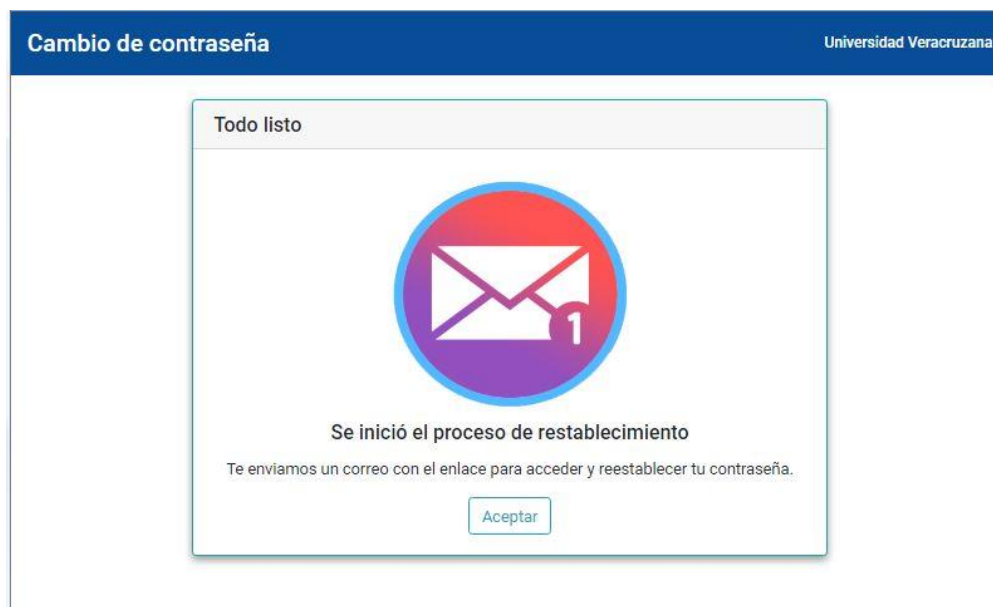 Cambio de contraseña
Universidad Veracruzana
Todo listo
1
Se inició el proceso de restablecimiento
Te enviamos un correo con el enlace para acceder y reestablecer tu contraseña.
Aceptar